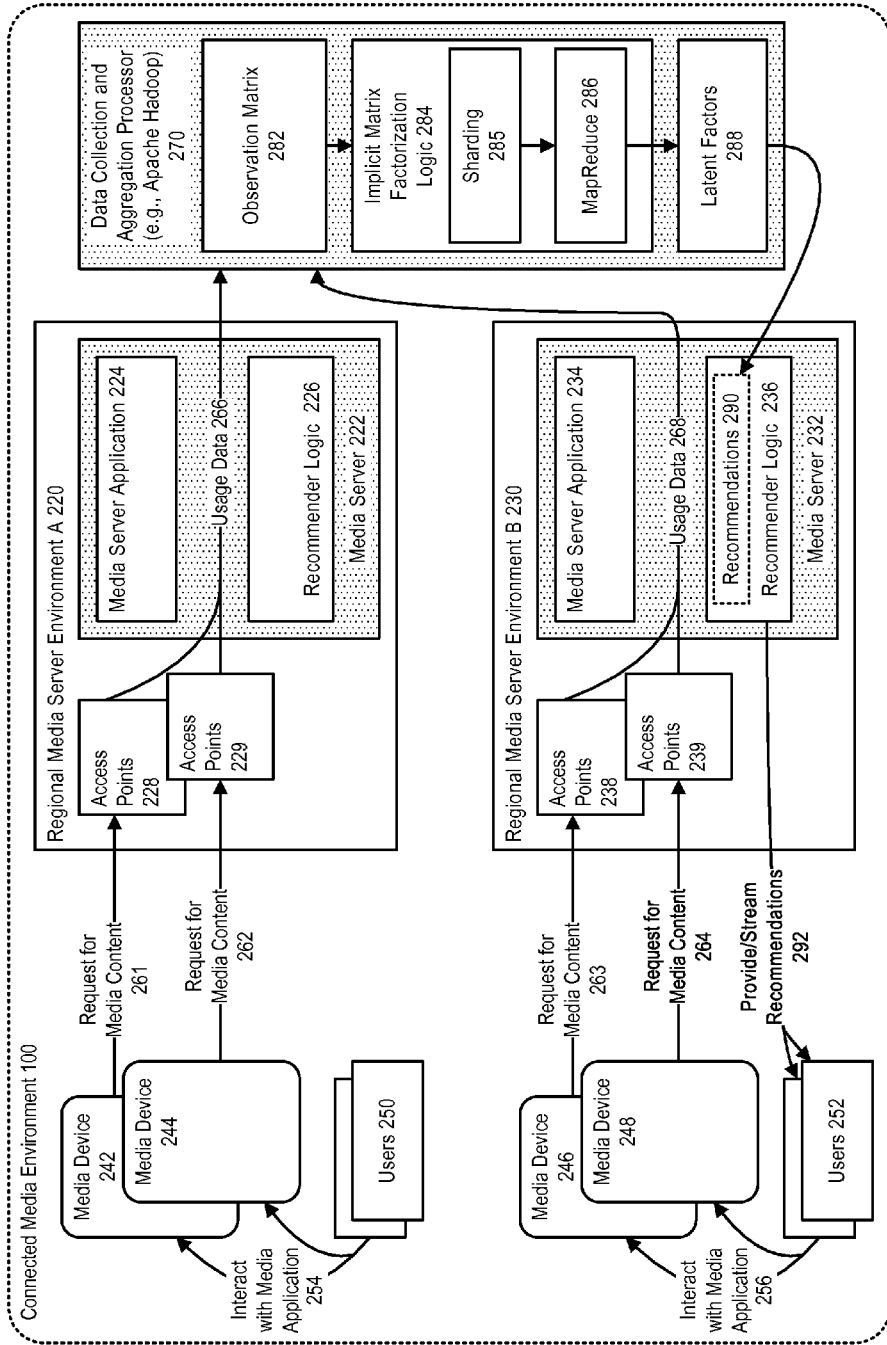 Connected Media Environment 100
Media Device
242
Media Device
244
Interact
with Media
Application
254
Users 250
Request for
Media Content
261
Request for
Media Content
262
Regional Media Server Environment A 220
Access
Points
228
Access
Points
229
Media Server Application 224
Usage Data 266
Recommender Logic 226
Media Server 222
Media Device
246
Media Device
248
Interact
with Media
Application
256
Users 252
Request for
Media Content
263
Request for
Media Content
264
Provide/Stream
Recommendations
292
Regional Media Server Environment B 230
Access
Points
238
Access
Points
239
Media Server Application 234
Usage Data 268
Recommendations 290
Recommender Logic 236
Media Server 232
Data Collection and
Aggregation Processor
(e.g., Apache Hadoop)
270
Observation Matrix
282
Implicit Matrix
Factorization
Logic 284
Sharding
285
MapReduce 286
Latent Factors
288